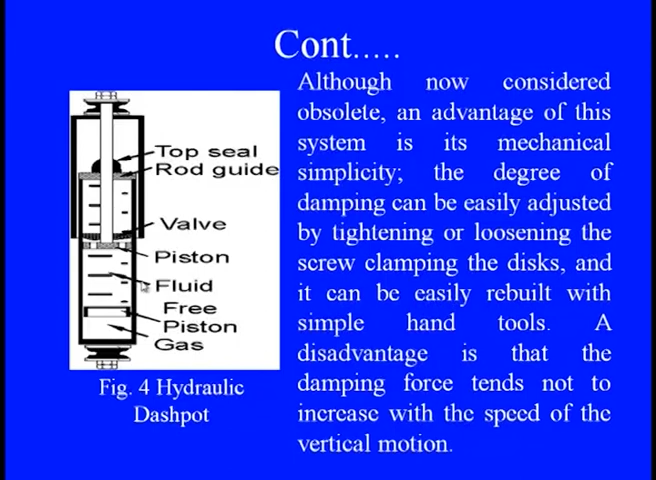 Cont.....
Top seal
Rod guide
Valve
Piston
Fluid
Free
Piston
Gas
Fig. 4 Hydraulic
Dashpot
Although now considered
obsolete, an advantage of this
system is its mechanical
simplicity; the degree of
damping can be easily adjusted
by tightening or loosening the
screw clamping the disks, and
it can be easily rebuilt with
simple hand tools. A
disadvantage is that the
damping force tends not to
increase with the speed of the
vertical motion.